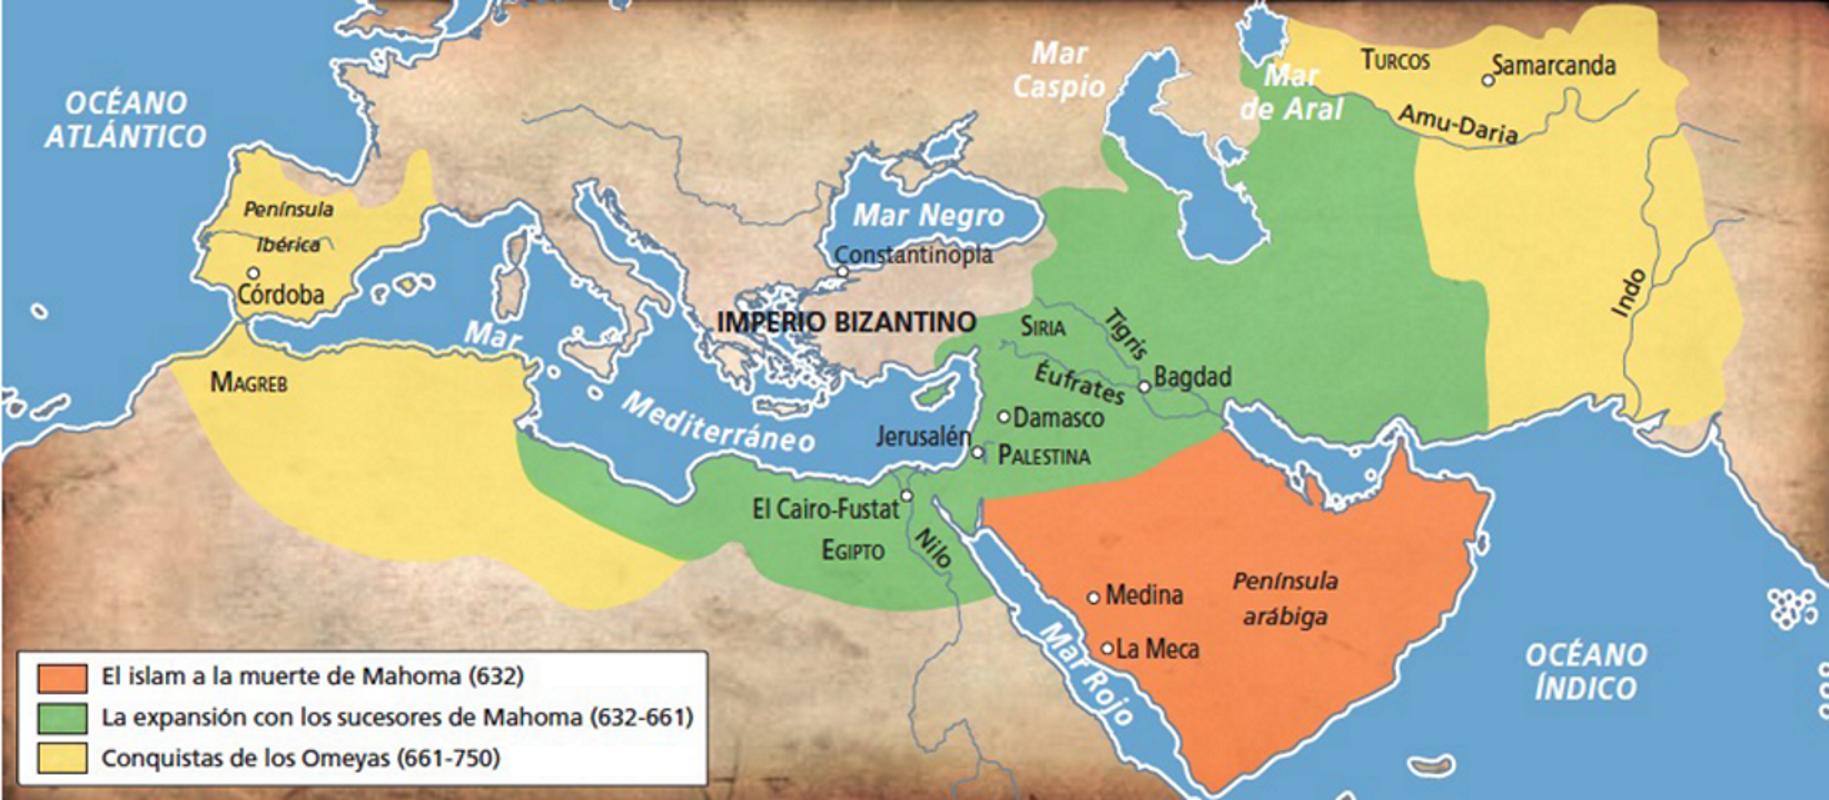 OCÉANO
ATLÁNTICO
Mar
Caspio
Mar
de Aral
TURCOS
Samarcanda
Amu-Daria
Península
Ibérica
Córdoba
Mar Negro
Constantinopla
IMPERIO BIZANTINO
Mar
Mediterráneo
MAGREB
SIRIA
Tigris
Éufrates
Bagdad
Damasco
Jerusalén
PALESTINA
Indo
El Cairo-Fustat
EGIPTO
Nilo
Medina
La Meca
Península
arábiga
Mar Rojo
OCÉANO
ÍNDICO
El islam a la muerte de Mahoma (632)
La expansión con los sucesores de Mahoma (632-661)
Conquistas de los Omeyas (661-750)